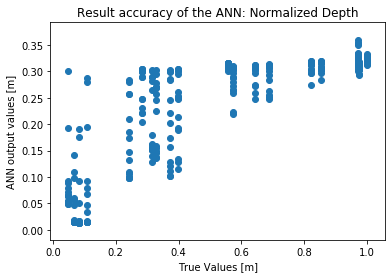 Result accuracy of the ANN: Normalized Depth
ANN output values [m]
0.35
0.30
0.25
0.20
0.15
0.10
0.05
0.00
0.0 0.2 0.4 0.6 0.8 1.0
True Values [m]